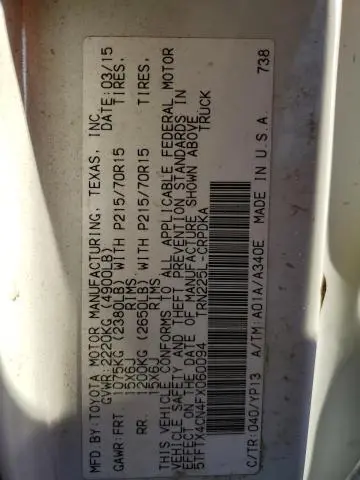 MFD.BY:TOYOTA MOTOR MANUFACTURING, TEXAS, INC.
GVWR:2220KG (4900LB) DATE:03/15
GAWR:FRT. 1075KG (2380LB) WITH P215/70R15 TIRES,
15X6J RIMS
RR. 1200KG (2650LB) WITH P215/70R15 TIRES,
15X6J RIMS
THIS VEHICLE CONFORMS TO ALL APPLICABLE FEDERAL MOTOR
VEHICLE SAFETY AND THEFT PREVENTION STANDARDS IN
EFFECT ON THE DATE OF MANUFACTURE SHOWN ABOVE
5TFTX4CN4FX060094 TRN225L-CRPDKA TRUCK
C/TR:040/YP13 A/TM:A01A/A340E MADE IN U.S.A. 738